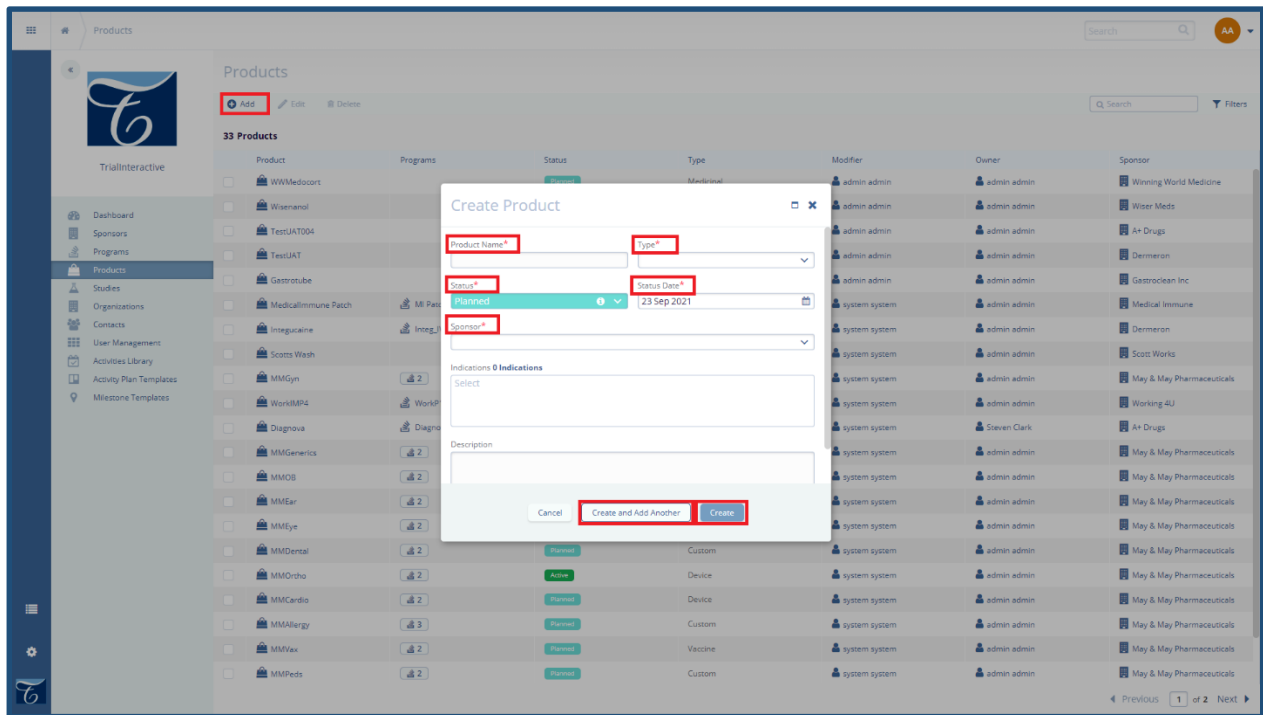 Products
Search
AA
Products
Add Edit Delete
Search
Filters
33 Products
TrialInteractive
Dashboard
Sponsors
Programs
Products
Studies
Organizations
Contacts
User Management
Activities Library
Activity Plan Templates
Milestone Templates
Product Programs Status Type Modifier Owner Sponsor
WWMedocort Planned Medicinal admin admin admin admin Winning World Medicine
Wisenanol admin admin admin admin Wiser Meds
TestUAT004 admin admin admin admin A+ Drugs
TestUAT admin admin admin admin Dermeron
Gastrotube admin admin admin admin Gastroclean Inc
MedicalImmune Patch MI Patc system system admin admin Medical Immune
Integucaine Integ_I system system admin admin Dermeron
Scotts Wash system system admin admin Scott Works
MMGyn 2 system system admin admin May & May Pharmaceuticals
WorkIMP4 WorkP system system admin admin Working 4U
Diagnova Diagno system system Steven Clark A+ Drugs
MMGenerics 2 system system admin admin May & May Pharmaceuticals
MMOB 2 system system admin admin May & May Pharmaceuticals
MMEar 2 system system admin admin May & May Pharmaceuticals
MMEye 2 system system admin admin May & May Pharmaceuticals
MMDental 2 Planned Custom system system admin admin May & May Pharmaceuticals
MMOrtho 2 Active Device system system admin admin May & May Pharmaceuticals
MMCardio 2 Planned Device system system admin admin May & May Pharmaceuticals
MMAllergy 3 Planned Custom system system admin admin May & May Pharmaceuticals
MMVax 2 Planned Vaccine system system admin admin May & May Pharmaceuticals
MMPeds 2 Planned Custom system system admin admin May & May Pharmaceuticals
Previous 1 of 2 Next
Create Product
Product Name* Type*
Status* Status Date*
Planned 23 Sep 2021
Sponsor*
Indications 0 Indications
Select
Description
Cancel Create and Add Another Create